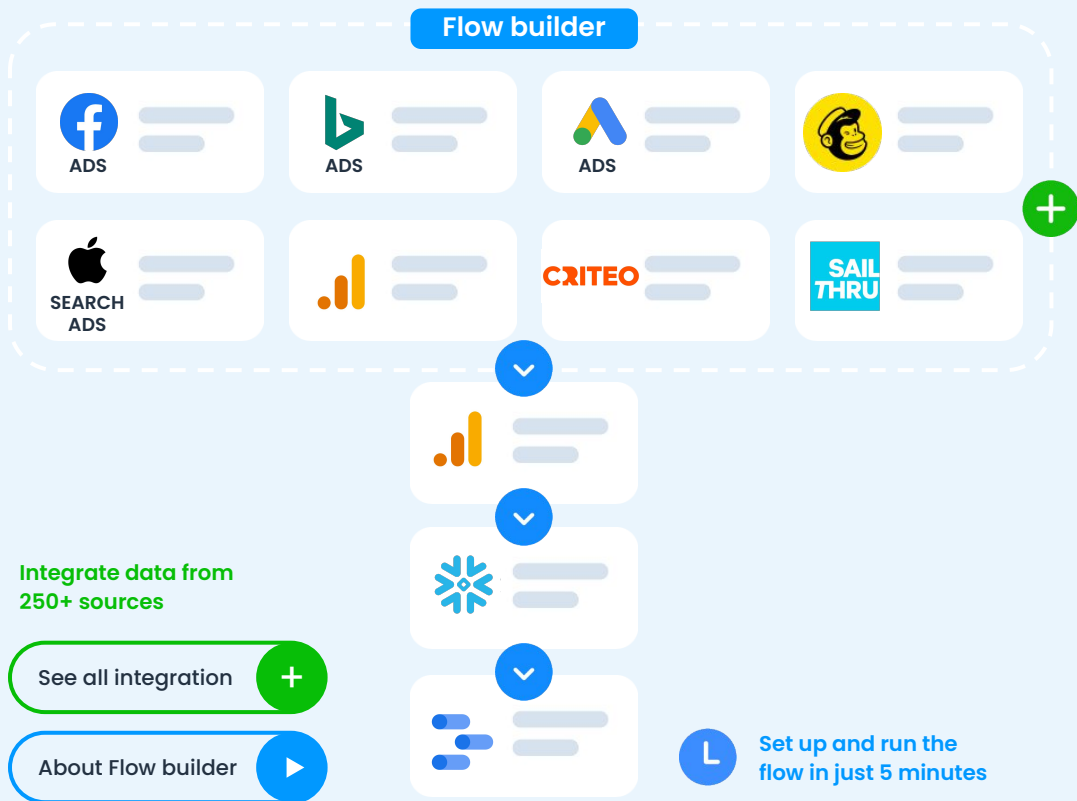 Flow builder
ADS
ADS
ADS
SEARCH
ADS
CRITEO
SAIL
THRU
Integrate data from
250+ sources
See all integration
About Flow builder
Set up and run the
flow in just 5 minutes